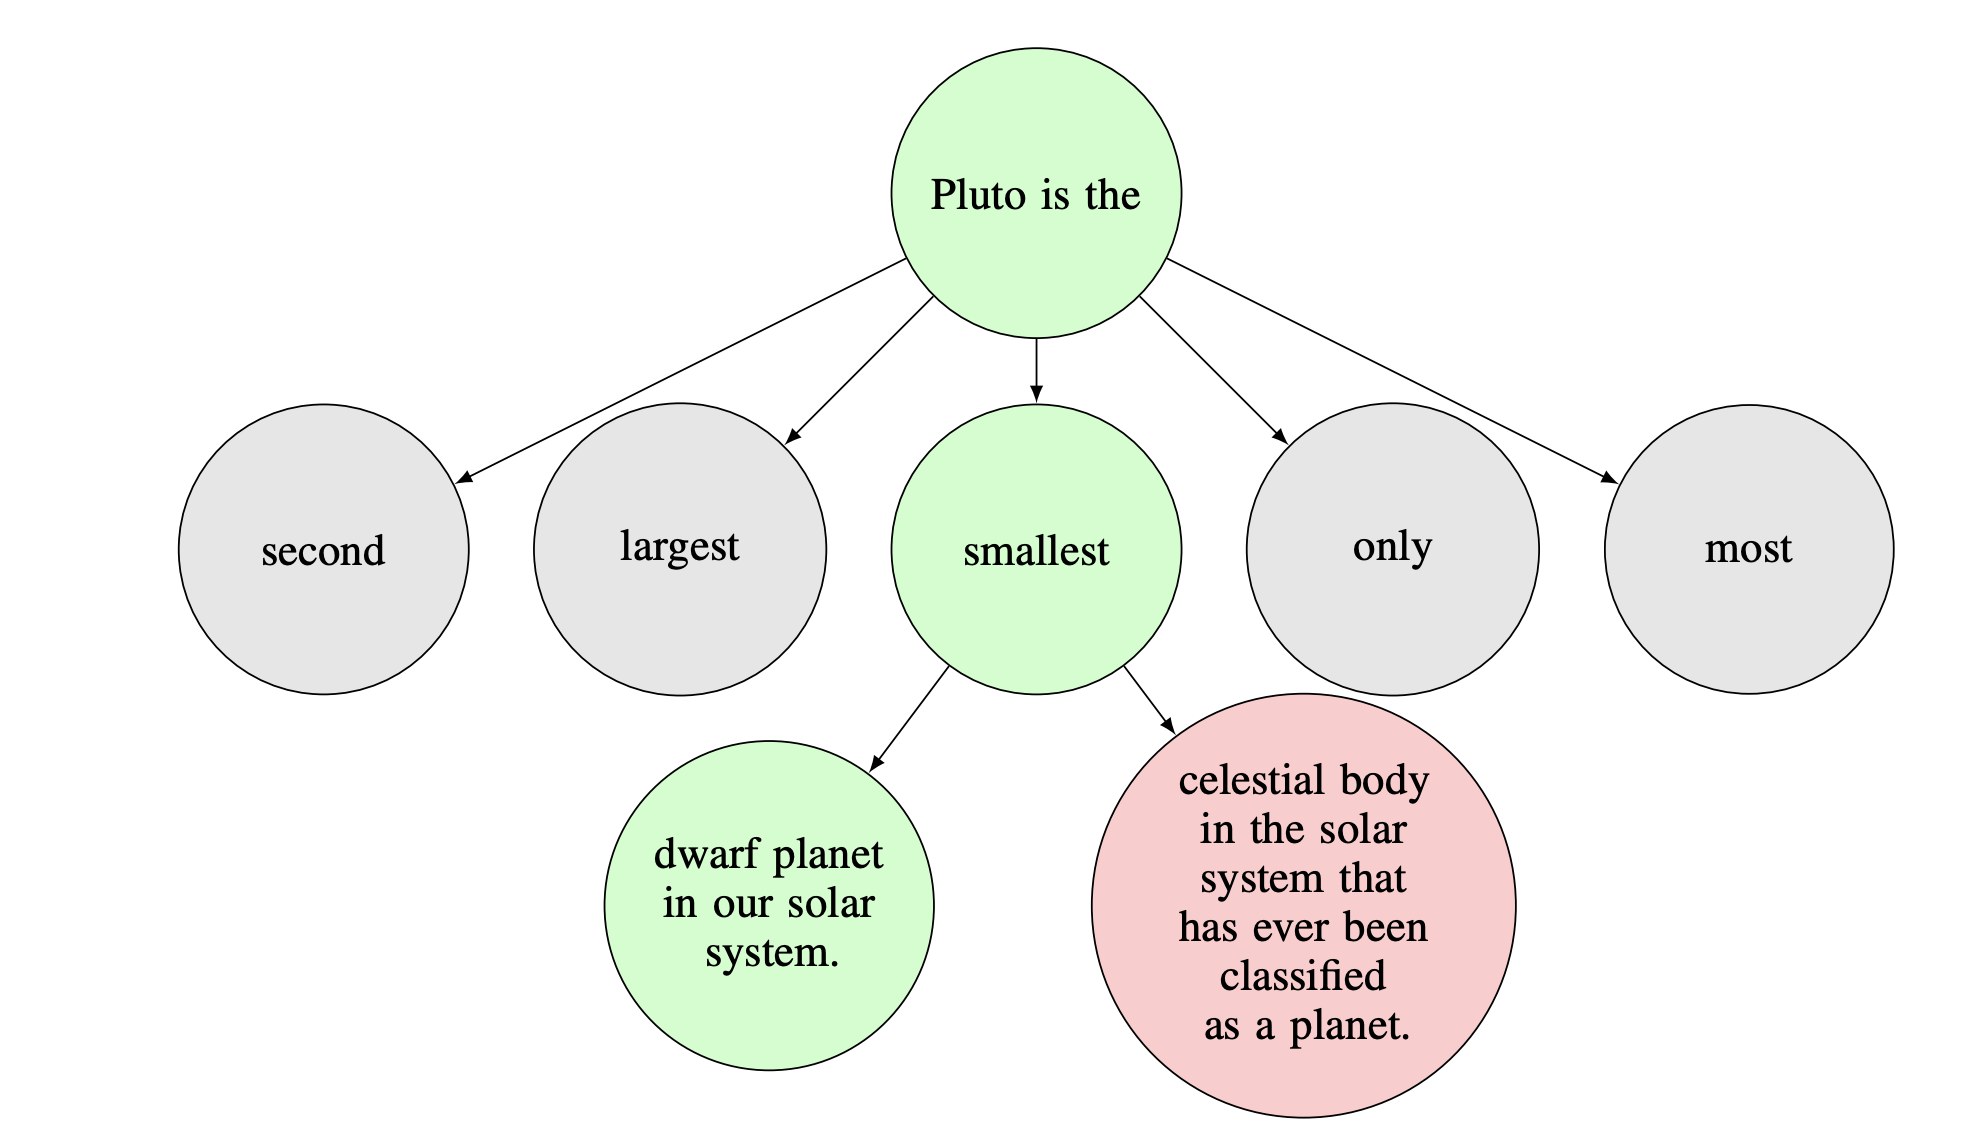 Pluto is the
second
largest
smallest
only
most
dwarf planet
in our solar
system.
celestial body
in the solar
system that
has ever been
classified
as a planet.